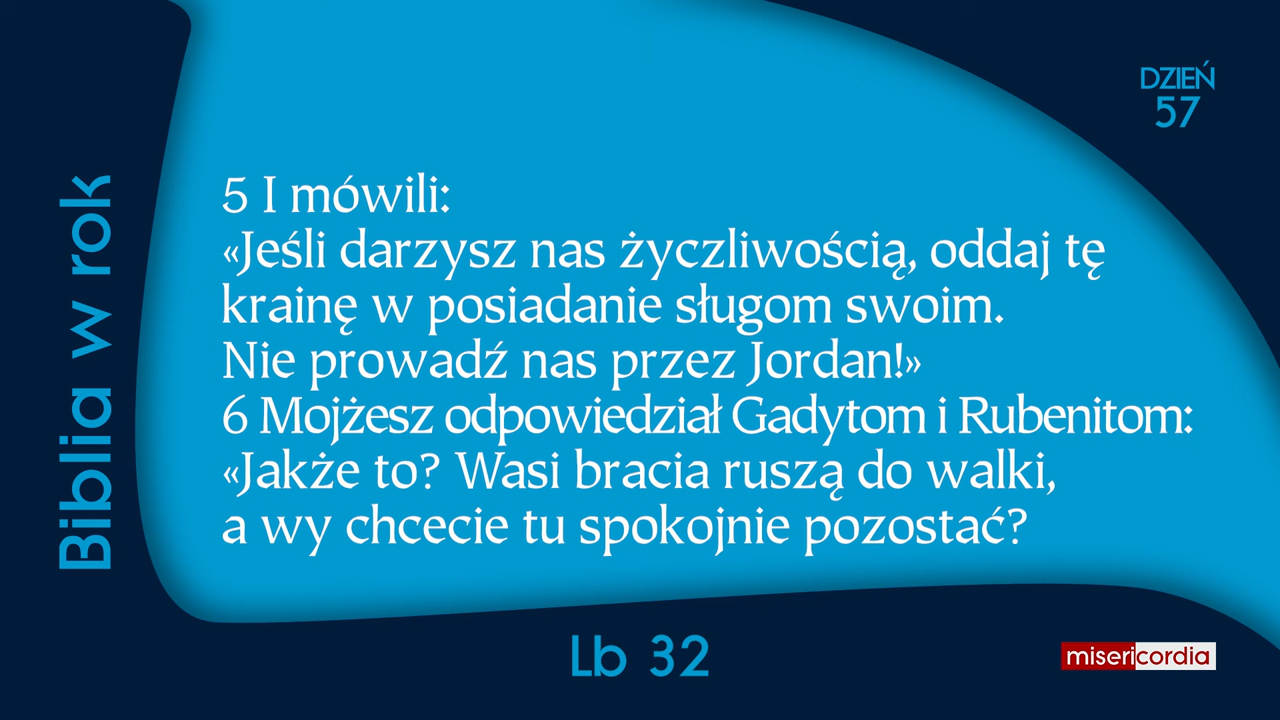 DZIEŃ
57
Biblia w rok
5 I mówili:
«Jeśli darzysz nas życzliwością, oddaj tę
krainę w posiadanie sługom swoim.
Nie prowadź nas przez Jordan!»
6 Mojżesz odpowiedział Gadytom i Rubenitom:
«Jakże to? Wasi bracia ruszą do walki,
a wy chcecie tu spokojnie pozostać?
Lb 32
misericordia